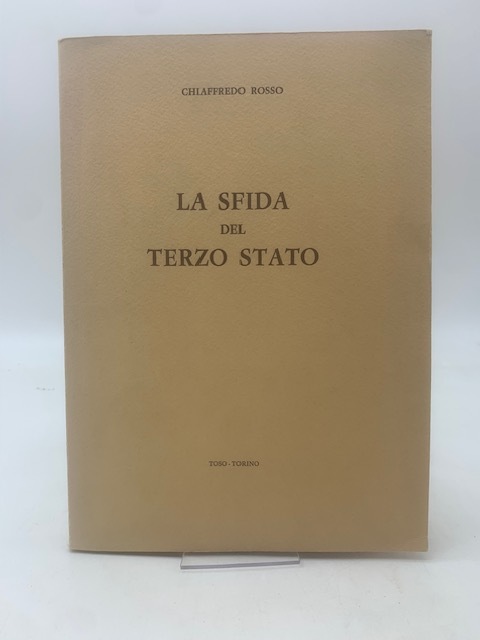 CHIAFFREDO ROSSO
LA SFIDA
DEL
TERZO STATO
TOSO - TORINO